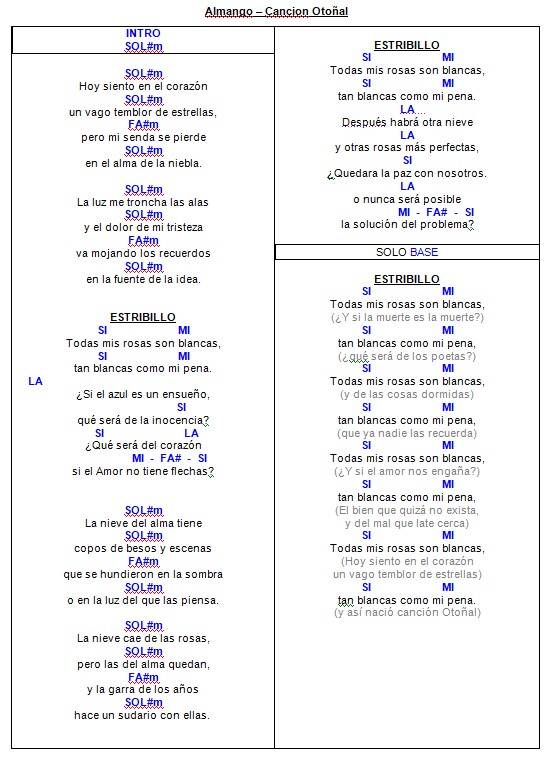 Almango – Cancion Otoñal
INTRO
SOL#m
SOL#m
Hoy siento en el corazón
SOL#m
un vago temblor de estrellas,
FA#m
pero mi senda se pierde
SOL#m
en el alma de la niebla.
SOL#m
La luz me troncha las alas
SOL#m
y el dolor de mi tristeza
FA#m
va mojando los recuerdos
SOL#m
en la fuente de la idea.
ESTRIBILLO
SI MI
Todas mis rosas son blancas,
SI MI
tan blancas como mi pena.
LA
¿Si el azul es un ensueño,
SI
qué será de la inocencia?
SI LA
¿Qué será del corazón
MI - FA# - SI
si el Amor no tiene flechas?
SOL#m
La nieve del alma tiene
SOL#m
copos de besos y escenas
FA#m
que se hundieron en la sombra
SOL#m
o en la luz del que las piensa.
SOL#m
La nieve cae de las rosas,
SOL#m
pero las del alma quedan,
FA#m
y la garra de los años
SOL#m
hace un sudario con ellas.
ESTRIBILLO
SI MI
Todas mis rosas son blancas,
SI MI
tan blancas como mi pena.
LA...
Después habrá otra nieve
LA
y otras rosas más perfectas,
SI
¿Quedara la paz con nosotros.
LA
o nunca será posible
MI - FA# - SI
la solución del problema?
SOLO BASE
ESTRIBILLO
SI MI
Todas mis rosas son blancas,
(¿Y si la muerte es la muerte?)
SI MI
tan blancas como mi pena,
(¿qué será de los poetas?)
SI MI
Todas mis rosas son blancas,
(y de las cosas dormidas)
SI MI
tan blancas como mi pena,
(que ya nadie las recuerda)
SI MI
Todas mis rosas son blancas,
(¿Y si el amor nos engaña?)
SI MI
tan blancas como mi pena,
(El bien que quizá no exista,
y del mal que late cerca)
SI MI
Todas mis rosas son blancas,
(Hoy siento en el corazón
un vago temblor de estrellas)
SI MI
tan blancas como mi pena.
(y así nació canción Otoñal)